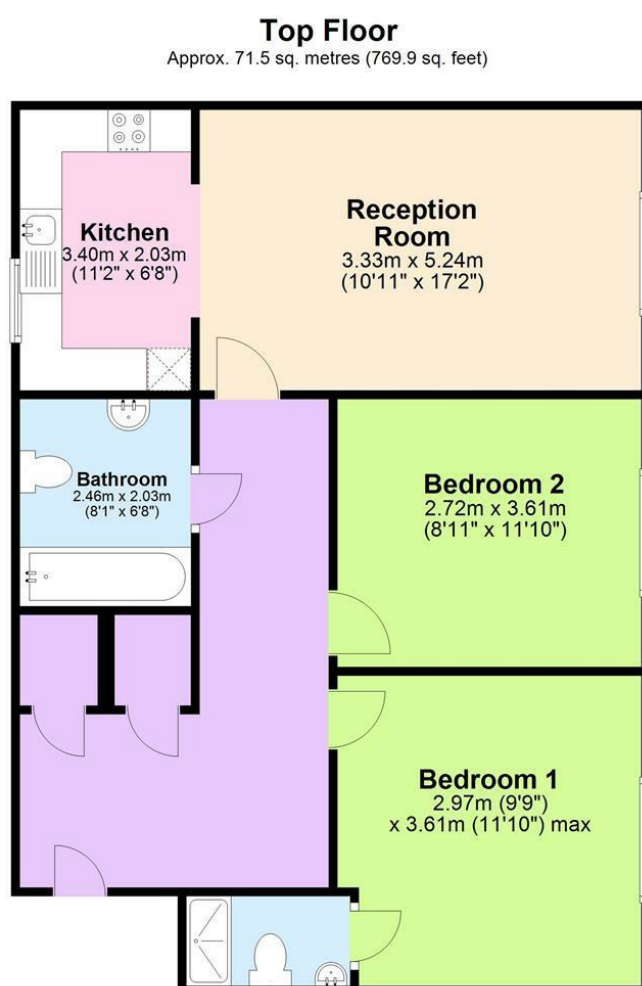 Top Floor
Approx. 71.5 sq. metres (769.9 sq. feet)
Kitchen
3.40m x 2.03m
(11'2" x 6'8")
Reception
Room
3.33m x 5.24m
(10'11" x 17'2")
Bathroom
2.46m x 2.03m
(8'1" x 6'8")
Bedroom 2
2.72m x 3.61m
(8'11" x 11'10")
Bedroom 1
2.97m (9'9")
x 3.61m (11'10") max